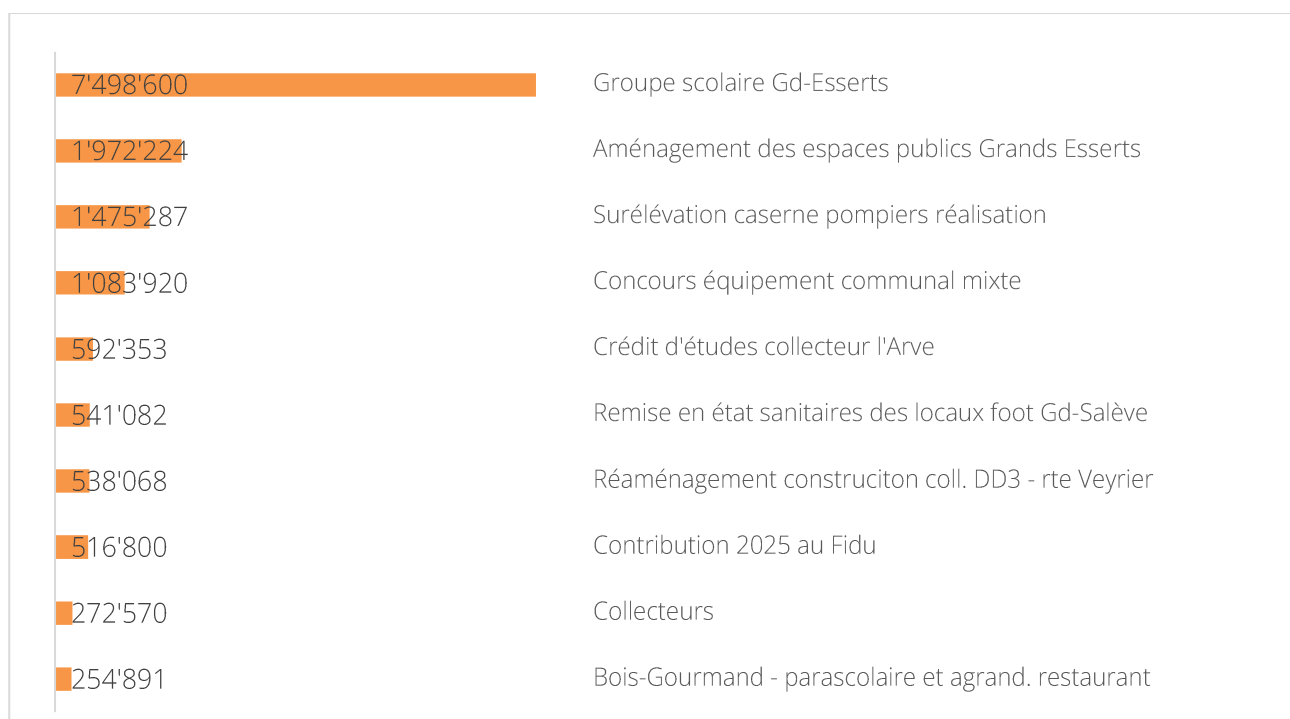 7'498'600 Groupe scolaire Gd-Esserts
1'972'224 Aménagement des espaces publics Grands Esserts
1'475'287 Surélévation caserne pompiers réalisation
1'083'920 Concours équipement communal mixte
592'353 Crédit d'études collecteur l'Arve
541'082 Remise en état sanitaires des locaux foot Gd-Salève
538'068 Réaménagement construciton coll. DD3 - rte Veyrier
516'800 Contribution 2025 au Fidu
272'570 Collecteurs
254'891 Bois-Gourmand - parascolaire et agrand. restaurant